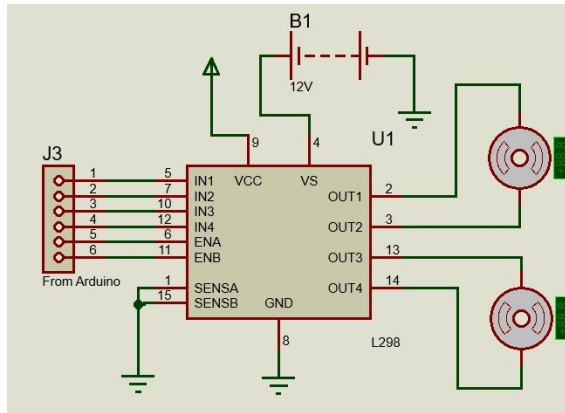 B1
12V
9
4
U1
J3
VCC
VS
1
5
IN1
OUT1
2
2
7
IN2
3
10
IN3
OUT2
3
4
12
IN4
5
6
ENA
OUT3
13
6
11
ENB
From Arduino
1
SENSA
OUT4
14
15
SENSB
GND
8
L298